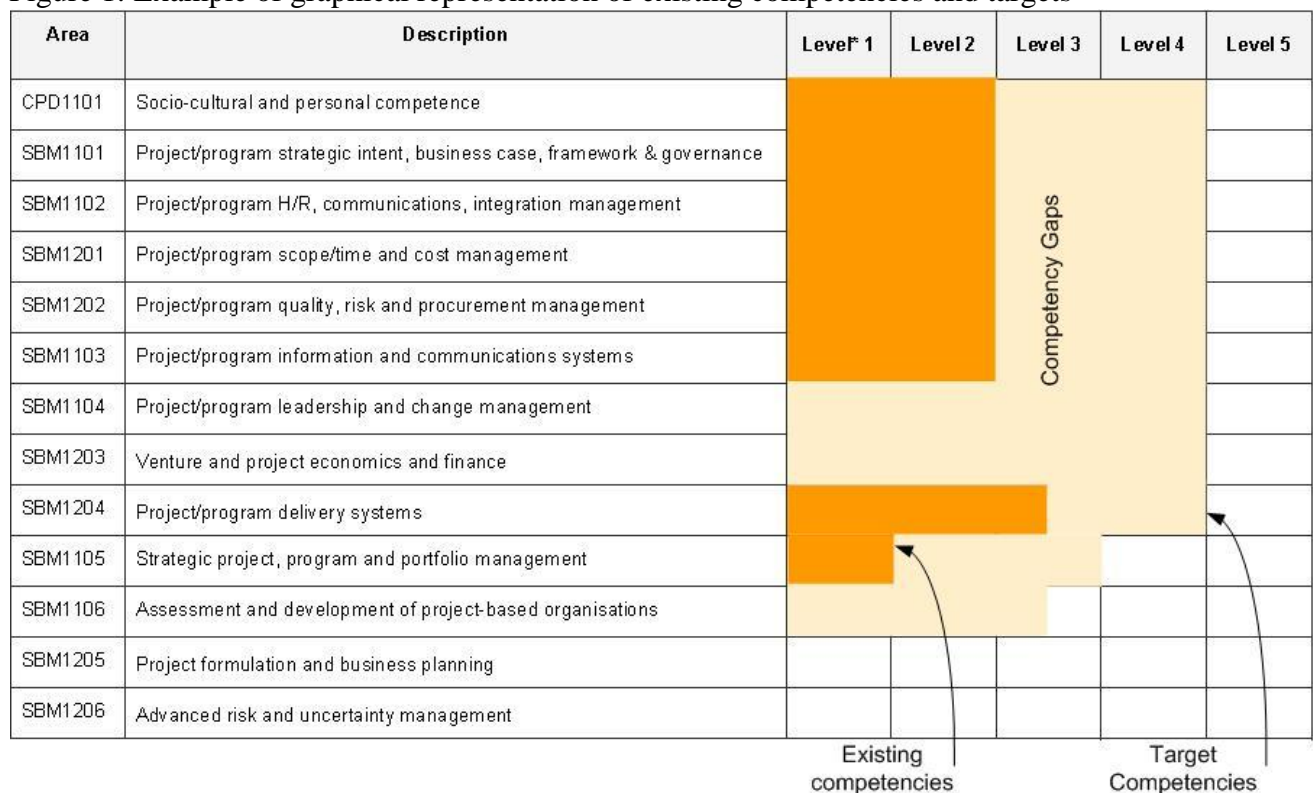 Figure 1: Example of graphical representation of existing competencies and targets
Area Description Level* 1 Level 2 Level 3 Level 4 Level 5
CPD1101 Socio-cultural and personal competence
SBM1101 Project/program strategic intent, business case, framework & governance
SBM1102 Project/program H/R, communications, integration management
SBM1201 Project/program scope/time and cost management
SBM1202 Project/program quality, risk and procurement management
SBM1103 Project/program information and communications systems
SBM1104 Project/program leadership and change management
SBM1203 Venture and project economics and finance
SBM1204 Project/program delivery systems
SBM1105 Strategic project, program and portfolio management
SBM1106 Assessment and development of project-based organisations
SBM1205 Project formulation and business planning
SBM1206 Advanced risk and uncertainty management
Competency Gaps
Existing
competencies
Target
Competencies